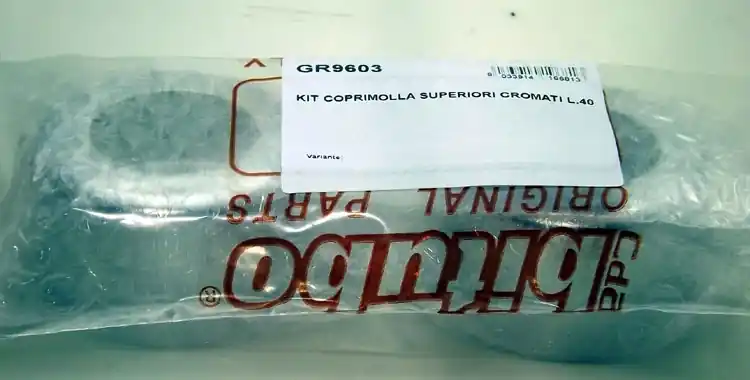 GR9603
KIT COPRIMOLLA SUPERIORI CROMATI L.40
Variante:
ORIGINAL PARTS
bitubo®